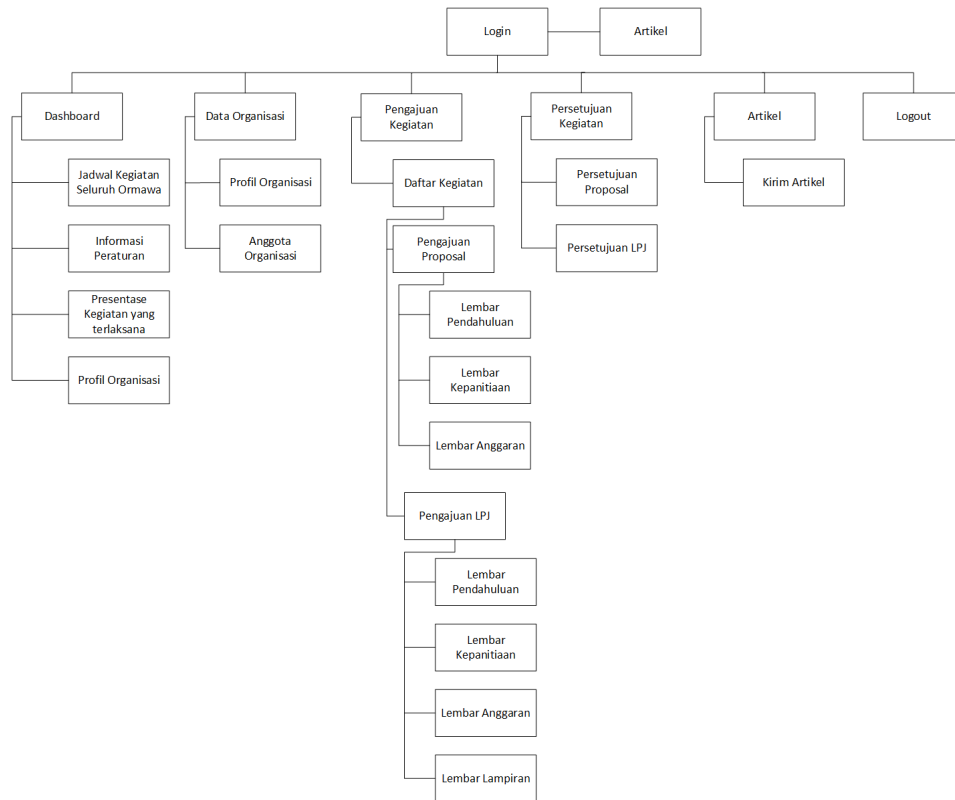 Login
Artikel
Dashboard
Data Organisasi
Pengajuan
Kegiatan
Persetujuan
Kegiatan
Artikel
Logout
Jadwal Kegiatan
Seluruh Ormawa
Informasi
Peraturan
Presentase
Kegiatan yang
terlaksana
Profil Organisasi
Profil Organisasi
Anggota
Organisasi
Daftar Kegiatan
Pengajuan
Proposal
Lembar
Pendahuluan
Lembar
Kepanitiaan
Lembar Anggaran
Pengajuan LPJ
Lembar
Pendahuluan
Lembar
Kepanitiaan
Lembar Anggaran
Lembar Lampiran
Persetujuan
Proposal
Persetujuan LPJ
Kirim Artikel